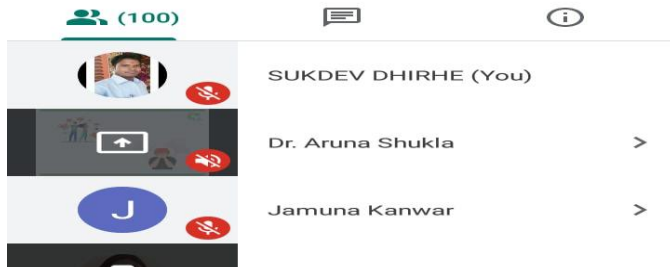 (100)
SUKDEV DHIRHE (You)
Dr. Aruna Shukla
J
Jamuna Kanwar